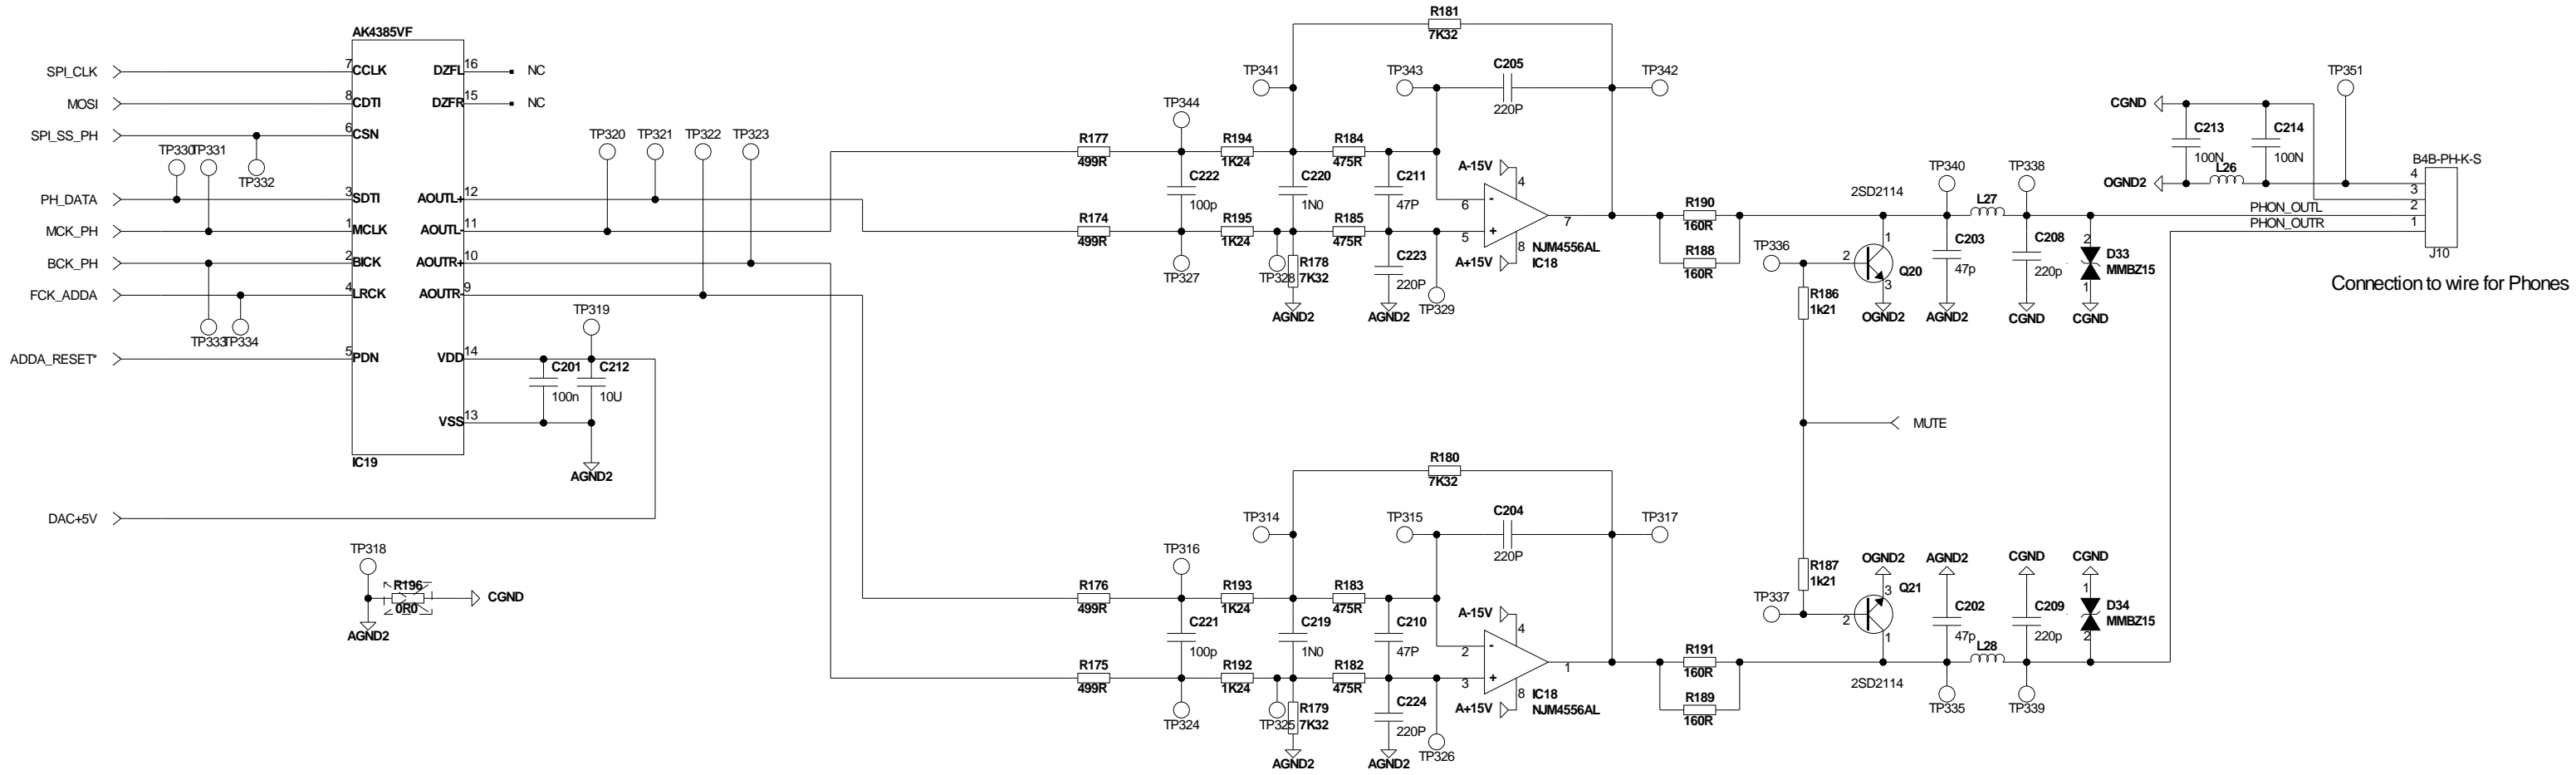 AK4385VF
SPI_CLK
7
CCLK
DZFL
16
NC
MOSI
8
CDTI
DZFR
15
NC
SPI_SS_PH
6
CSN
TP330
TP331
TP332
PH_DATA
3
SDTI
AOUTL+
12
MCK_PH
1
MCLK
AOUTL-
11
BCK_PH
2
BICK
AOUTR+
10
FCK_ADDA
4
LRCK
AOUTR-
9
TP333
TP334
ADDA_RESET*
5
PDN
VDD
14
VSS
13
IC19
TP319
C201
100n
C212
10U
AGND2
DAC+5V
TP318
R196
0R0
CGND
AGND2
TP320
TP321
TP322
TP323
R181
7K32
TP341
TP343
C205
220P
TP342
TP344
R177
499R
R194
1K24
R184
475R
C222
100p
C220
1N0
C211
47P
A-15V
4
6
-
7
5
+
8
A+15V
NJM4556AL
IC18
R174
499R
R195
1K24
R185
475R
TP327
TP328
R178
7K32
C223
220P
TP329
AGND2
AGND2
R190
160R
R188
160R
TP336
2SD2114
1
2
3
Q20
OGND2
R186
1k21
TP340
L27
TP338
C203
47p
AGND2
C208
220p
CGND
2
D33
MMBZ15
1
CGND
TP351
CGND
C213
100N
C214
100N
OGND2
L26
B4B-PH-K-S
4
3
2
1
PHON_OUTL
PHON_OUTR
J10
Connection to wire for Phones
MUTE
R180
7K32
TP314
TP315
C204
220P
TP317
TP316
R176
499R
R193
1K24
R183
475R
C221
100p
C219
1N0
C210
47P
A-15V
4
2
-
1
3
+
8
A+15V
IC18
NJM4556AL
R175
499R
R192
1K24
R182
475R
TP324
TP325
R179
7K32
C224
220P
TP326
AGND2
AGND2
R191
160R
R189
160R
R187
1k21
TP337
OGND2
3
Q21
2
1
2SD2114
AGND2
C202
47p
L28
TP335
CGND
C209
220p
TP339
CGND
1
D34
MMBZ15
2